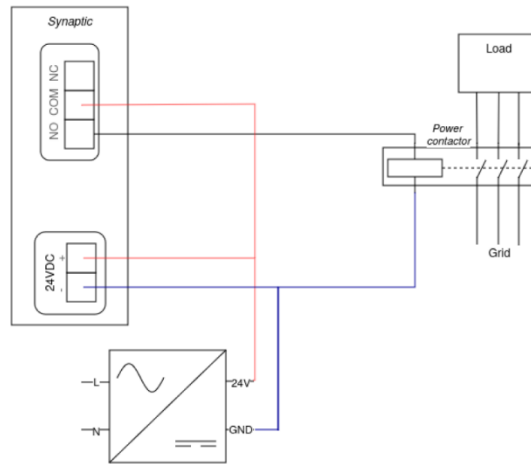 Synaptic
NO COM NC
24VDC
+
-
Load
Power
contactor
Grid
L
N
24V
GND